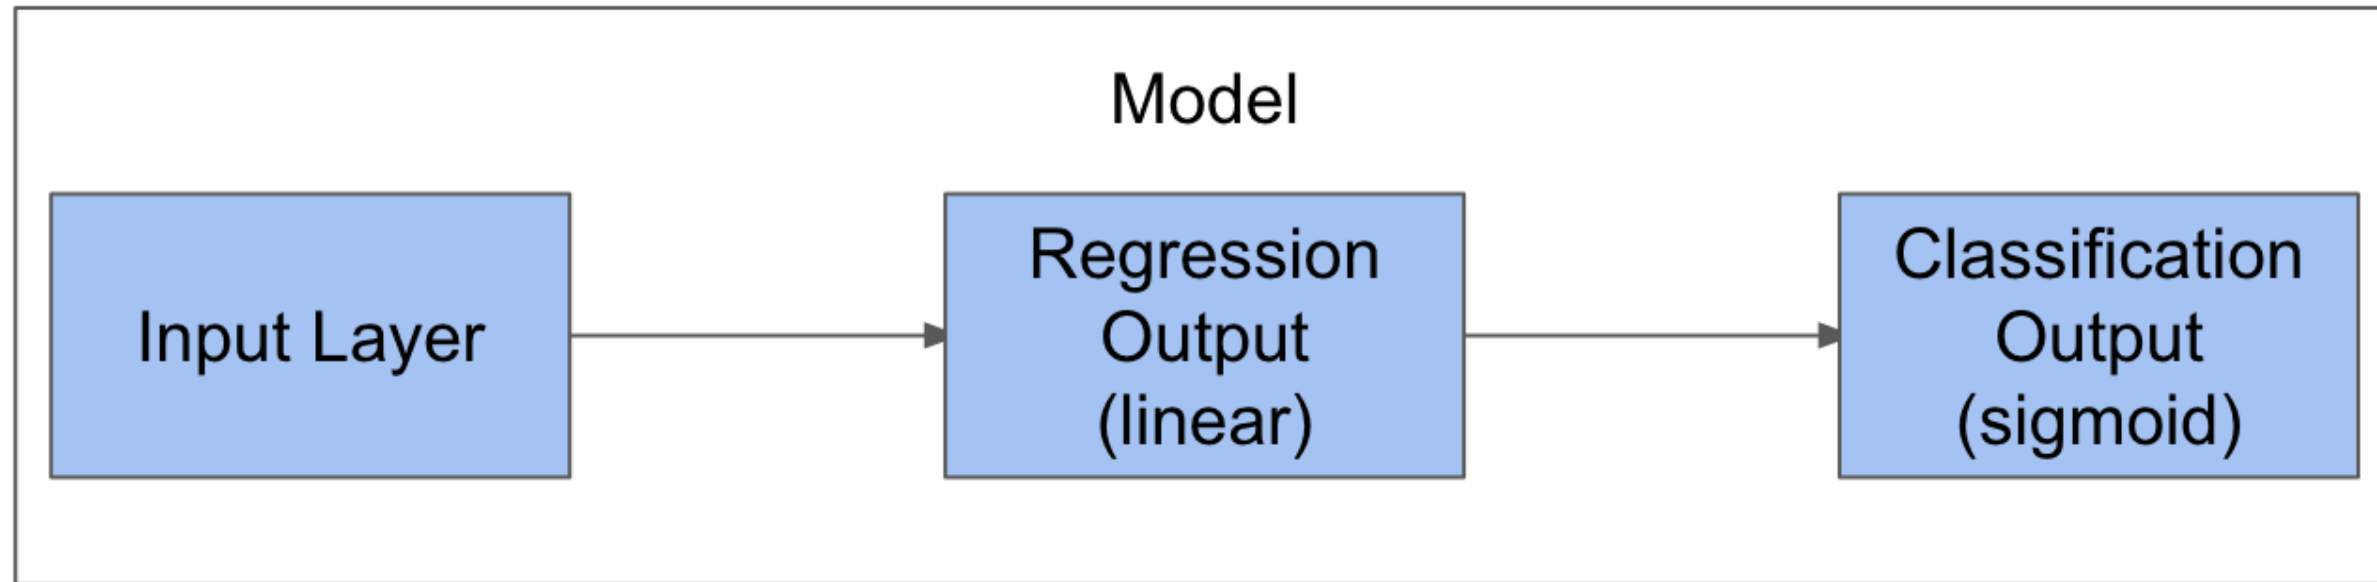 Model
Input Layer
Regression
Output
(linear)
Classification
Output
(sigmoid)